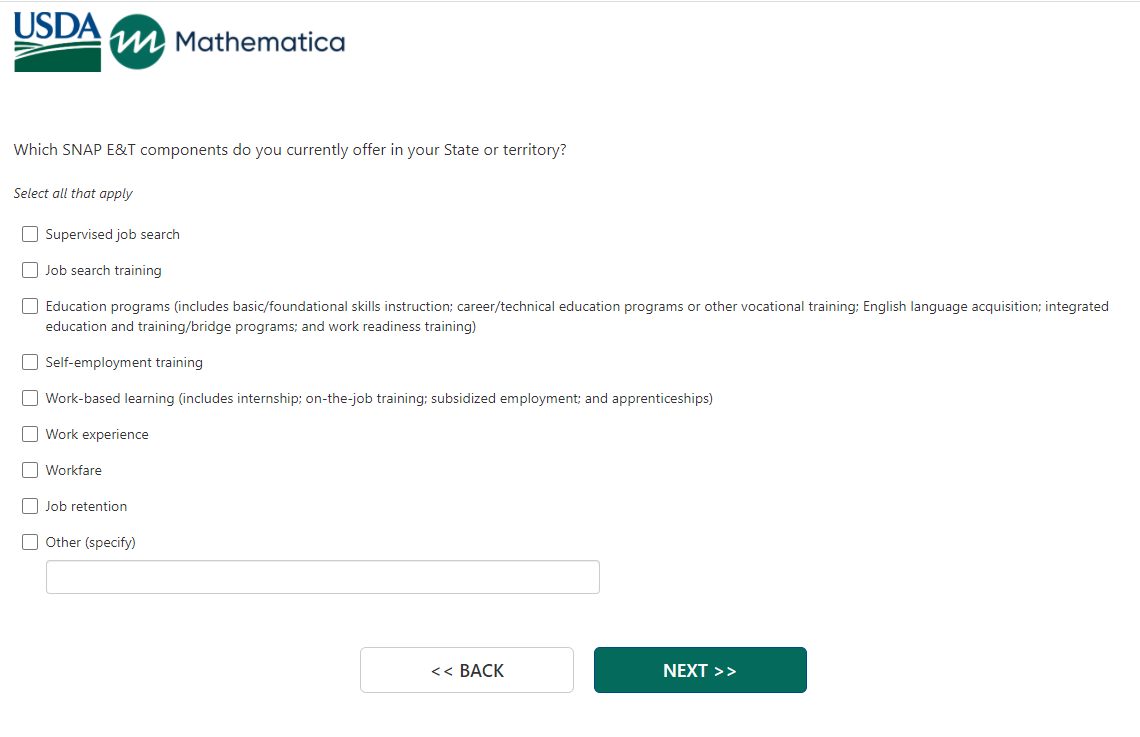 USDA
m Mathematica
Which SNAP E&T components do you currently offer in your State or territory?
Select all that apply
Supervised job search
Job search training
Education programs (includes basic/foundational skills instruction; career/technical education programs or other vocational training; English language acquisition; integrated
education and training/bridge programs; and work readiness training)
Self-employment training
Work-based learning (includes internship; on-the-job training; subsidized employment; and apprenticeships)
Work experience
Workfare
Job retention
Other (specify)
<< BACK
NEXT >>